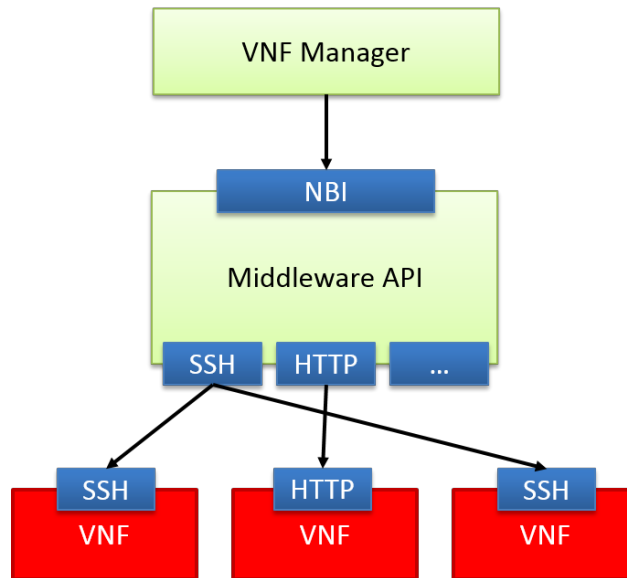 VNF Manager
NBI
Middleware API
SSH HTTP ...
SSH HTTP SSH
VNF VNF VNF